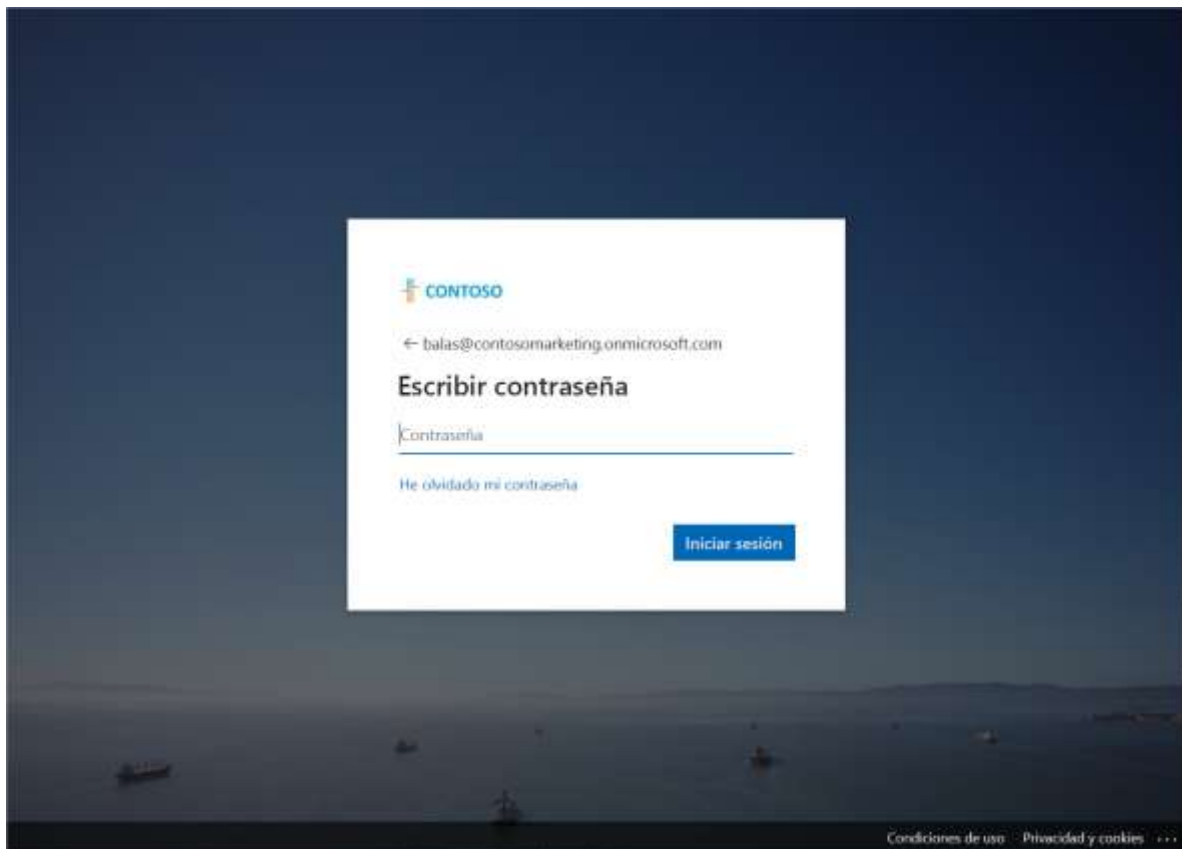 CONTOSO
← balas@contosomarketing.onmicrosoft.com
Escribir contraseña
Contraseña
He olvidado mi contraseña
Iniciar sesión
Condiciones de uso Privacidad y cookies ...